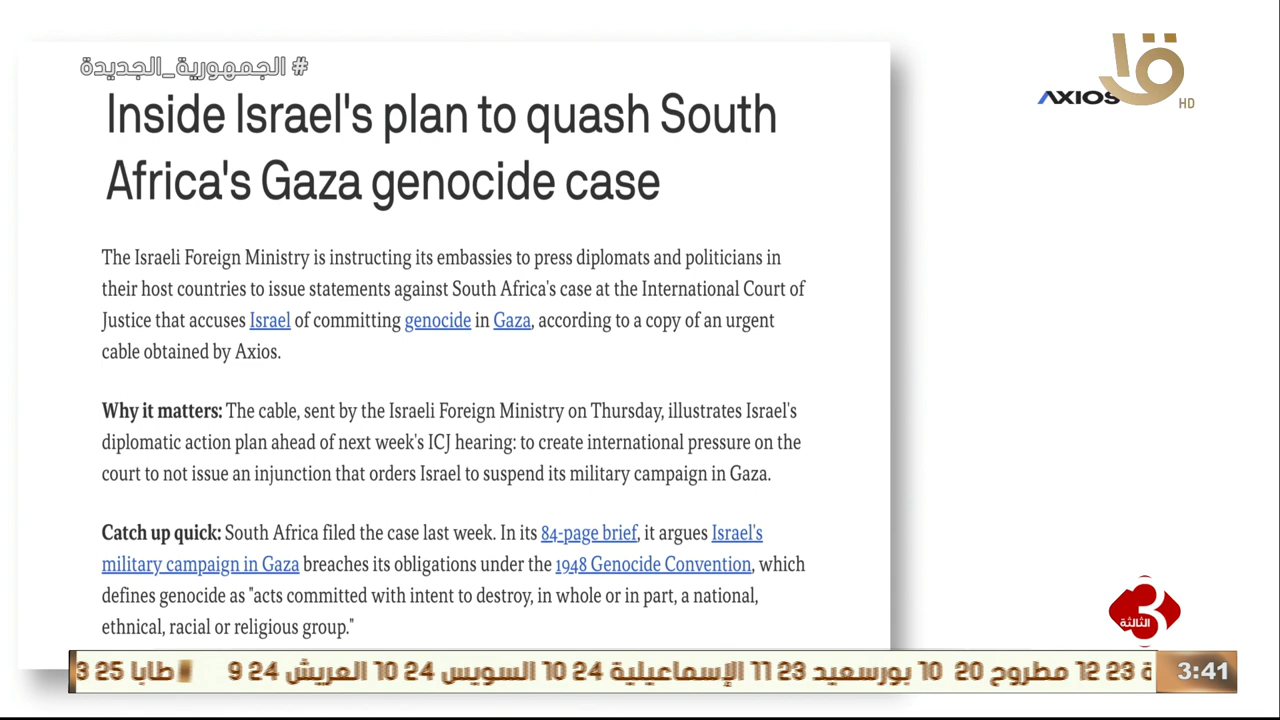 # الجمهورية_الجديدة
Inside Israel's plan to quash South
Africa's Gaza genocide case
AXIOS
HD
The Israeli Foreign Ministry is instructing its embassies to press diplomats and politicians in
their host countries to issue statements against South Africa's case at the International Court of
Justice that accuses Israel of committing genocide in Gaza, according to a copy of an urgent
cable obtained by Axios.
Why it matters: The cable, sent by the Israeli Foreign Ministry on Thursday, illustrates Israel's
diplomatic action plan ahead of next week's ICJ hearing: to create international pressure on the
court to not issue an injunction that orders Israel to suspend its military campaign in Gaza.
Catch up quick: South Africa filed the case last week. In its 84-page brief, it argues Israel's
military campaign in Gaza breaches its obligations under the 1948 Genocide Convention, which
defines genocide as "acts committed with intent to destroy, in whole or in part, a national,
ethnical, racial or religious group."
3 الثالثة
ة 23 12 مطروح 20 10 بورسعيد 23 11 الإسماعيلية 24 10 السويس 24 10 العريش 24 9 طابا 25 3
3:41